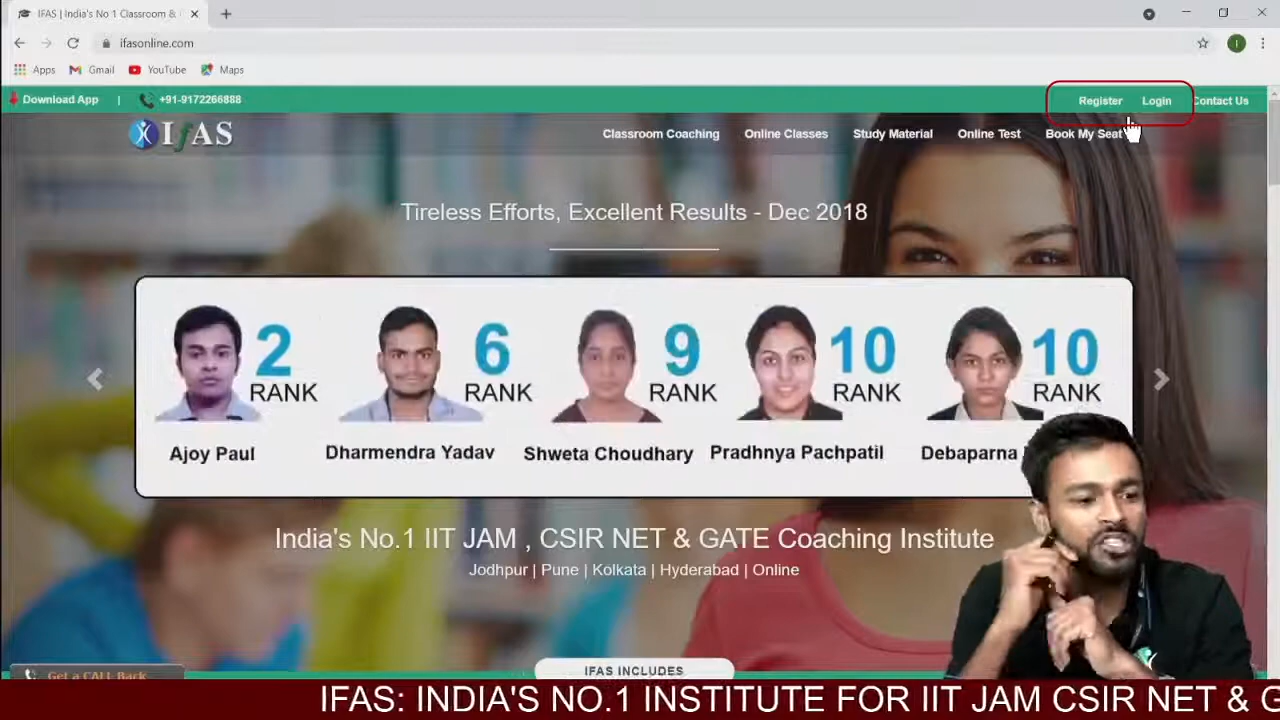 IFAS | India's No 1 Classroom &
ifasonline.com
Apps Gmail YouTube Maps
Download App | +91-9172266888 Register Login Contact Us
IfAS Classroom Coaching Online Classes Study Material Online Test Book My Seat
Tireless Efforts, Excellent Results - Dec 2018
2 6 9 10 10
RANK RANK RANK RANK RANK
Ajoy Paul Dharmendra Yadav Shweta Choudhary Pradhnya Pachpatil Debaparna
India's No.1 IIT JAM , CSIR NET & GATE Coaching Institute
Jodhpur | Pune | Kolkata | Hyderabad | Online
IFAS INCLUDES
Get a CALL Back
IFAS: INDIA'S NO.1 INSTITUTE FOR IIT JAM CSIR NET & G